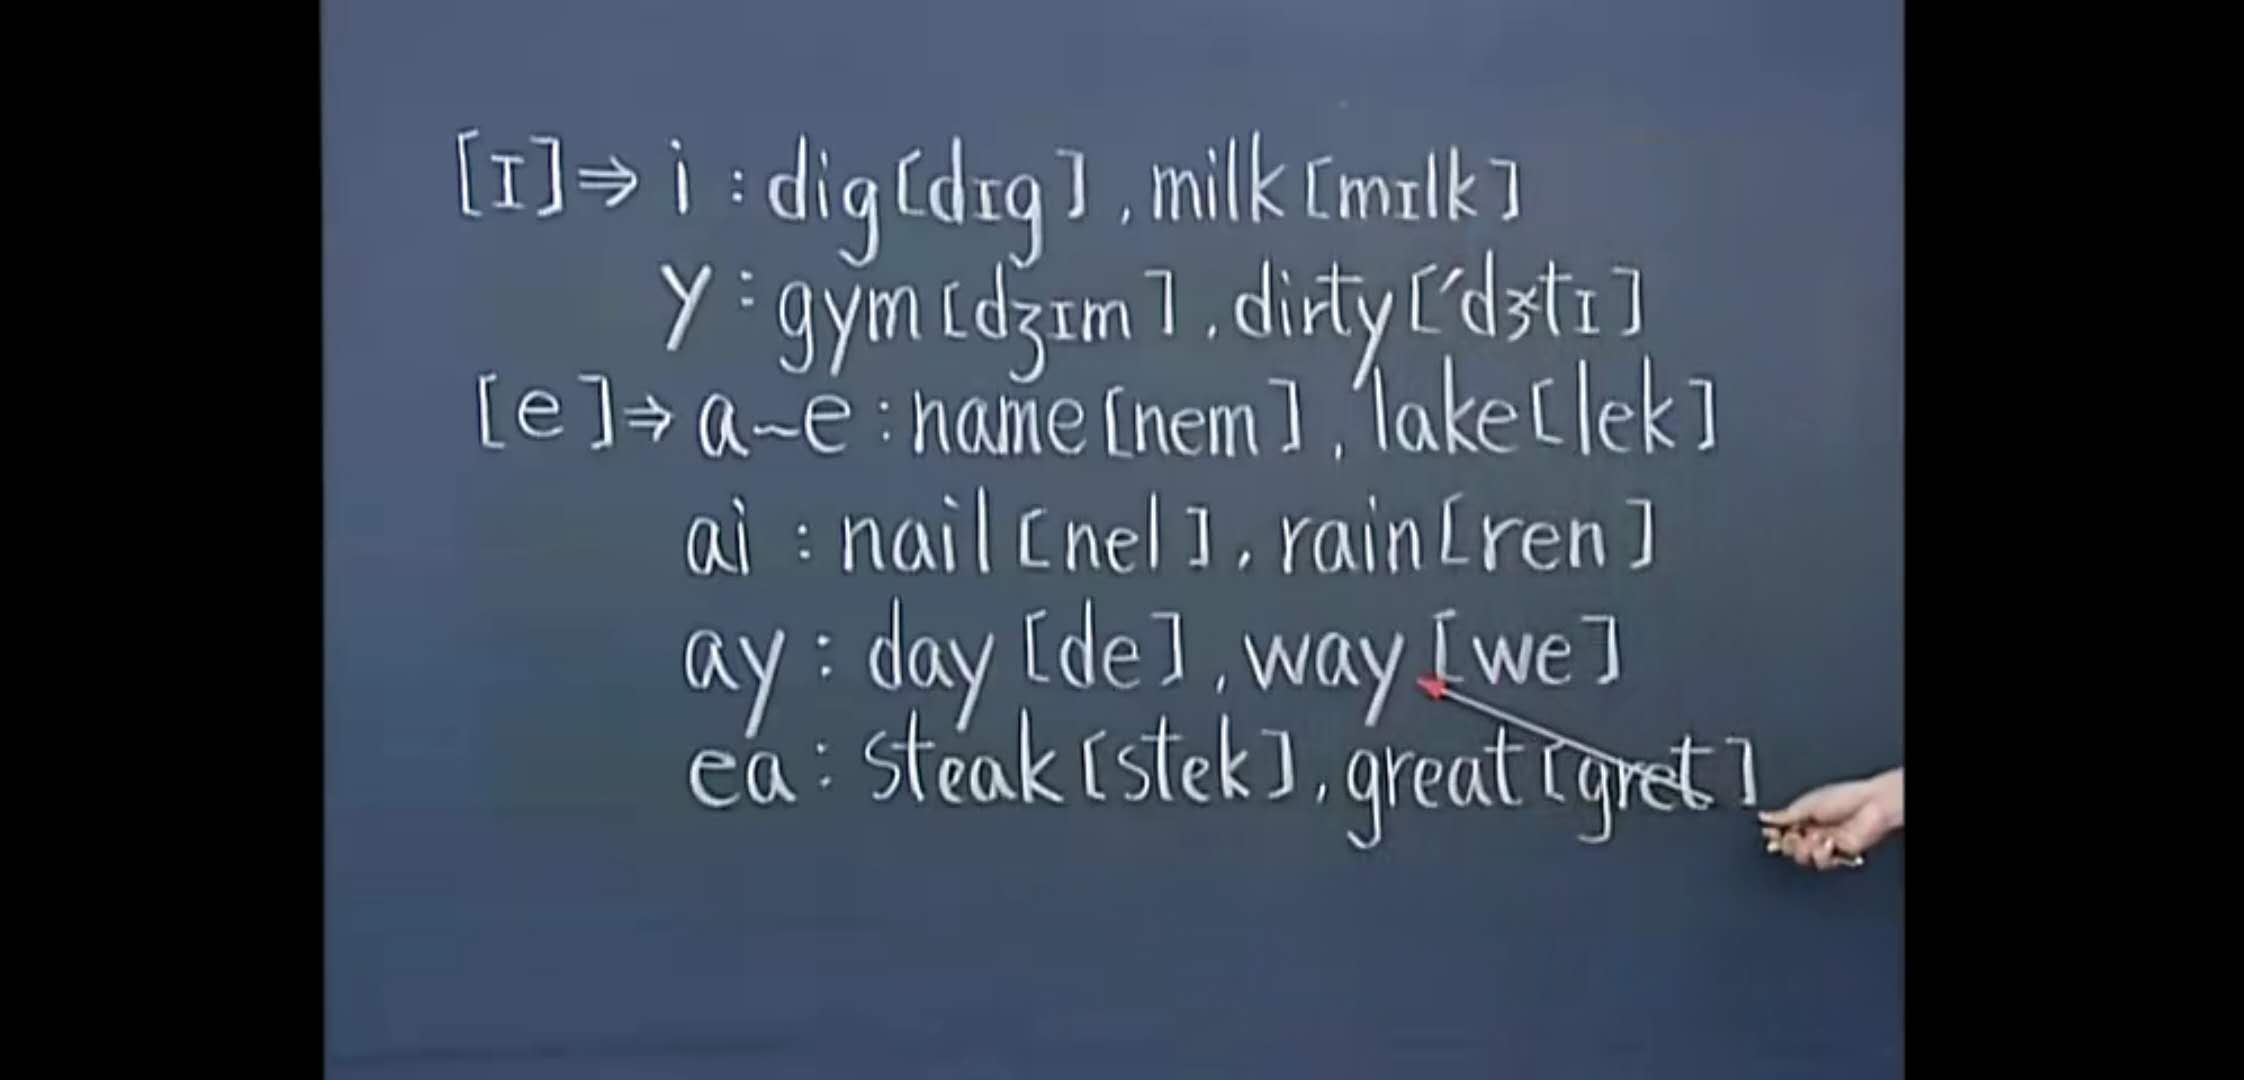 [ɪ]⇒ i : dig[dɪg], milk[mɪlk]
y : gym[dʒɪm], dirty[ˊdɝtɪ]
[e]⇒ a~e : name[nem], lake[lek]
ai : nail[nel], rain[ren]
ay : day[de], way[we]
ea : steak[stek], great[gret]